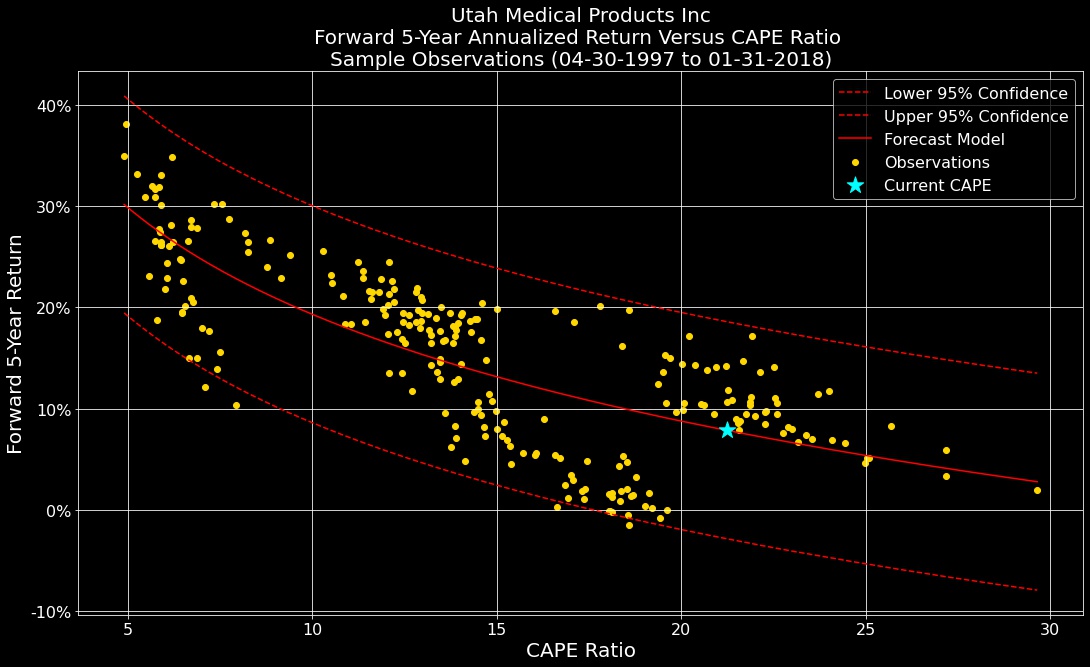 Utah Medical Products Inc
Forward 5-Year Annualized Return Versus CAPE Ratio
Sample Observations (04-30-1997 to 01-31-2018)
Lower 95% Confidence
Upper 95% Confidence
Forecast Model
Observations
Current CAPE
Forward 5-Year Return
40%
30%
20%
10%
0%
-10%
5 10 15 20 25 30
CAPE Ratio